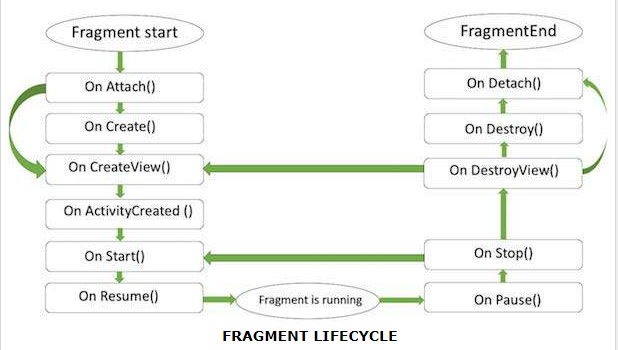 Fragment start
On Attach()
On Create()
On CreateView()
On ActivityCreated ()
On Start()
On Resume()
Fragment is running
On Pause()
On Stop()
On DestroyView()
On Destroy()
On Detach()
FragmentEnd
FRAGMENT LIFECYCLE